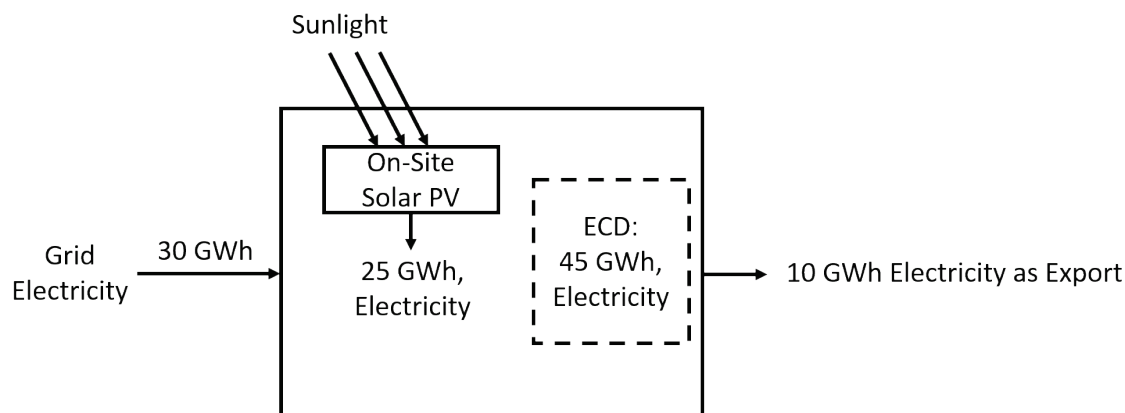 Sunlight
On-Site
Solar PV
Grid
Electricity
30 GWh
25 GWh,
Electricity
ECD:
45 GWh,
Electricity
10 GWh Electricity as Export